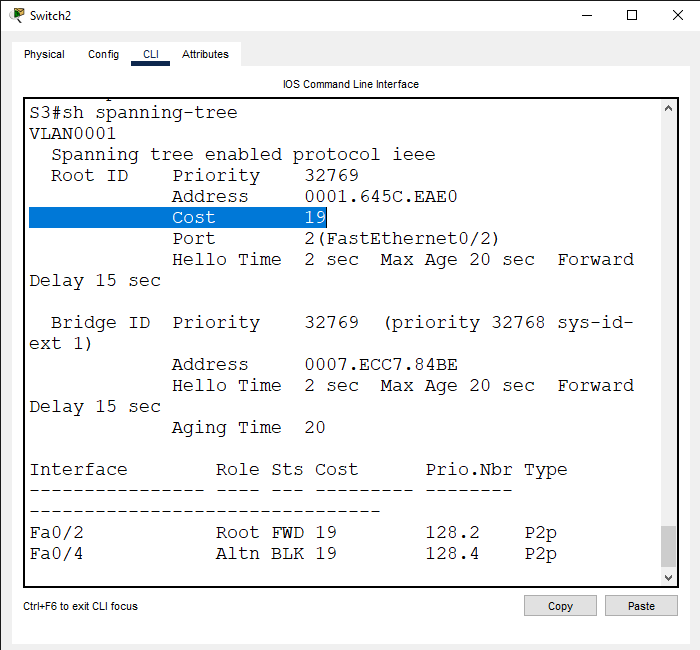 Switch2
Physical Config CLI Attributes
IOS Command Line Interface
S3#sh spanning-tree
VLAN0001
Spanning tree enabled protocol ieee
Root ID Priority 32769
Address 0001.645C.EAE0
Cost 19
Port 2(FastEthernet0/2)
Hello Time 2 sec Max Age 20 sec Forward
Delay 15 sec
Bridge ID Priority 32769 (priority 32768 sys-id-
ext 1)
Address 0007.ECC7.84BE
Hello Time 2 sec Max Age 20 sec Forward
Delay 15 sec
Aging Time 20
Interface Role Sts Cost Prio.Nbr Type
---------------- ---- --- --------- --------
--------------------------------
Fa0/2 Root FWD 19 128.2 P2p
Fa0/4 Altn BLK 19 128.4 P2p
Ctrl+F6 to exit CLI focus
Copy Paste